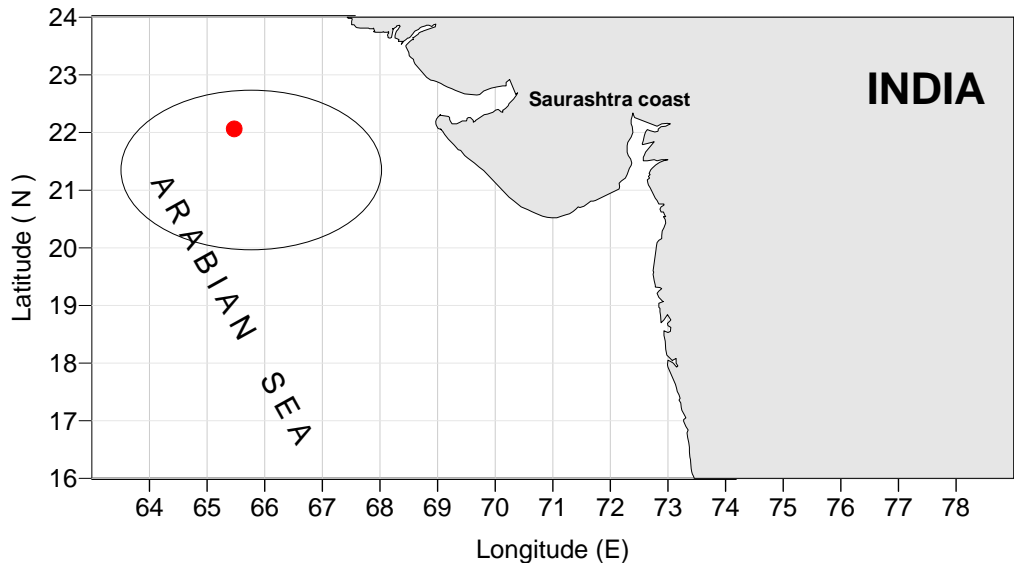 24
23
22
21
20
19
18
17
16
Latitude ( N )
INDIA
Saurashtra coast
ARABIAN SEA
64 65 66 67 68 69 70 71 72 73 74 75 76 77 78
Longitude (E)